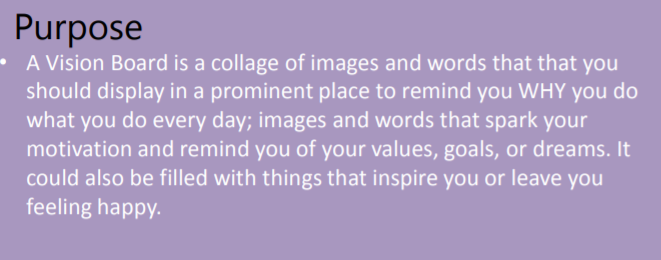 Purpose
• A Vision Board is a collage of images and words that that you
should display in a prominent place to remind you WHY you do
what you do every day; images and words that spark your
motivation and remind you of your values, goals, or dreams. It
could also be filled with things that inspire you or leave you
feeling happy.